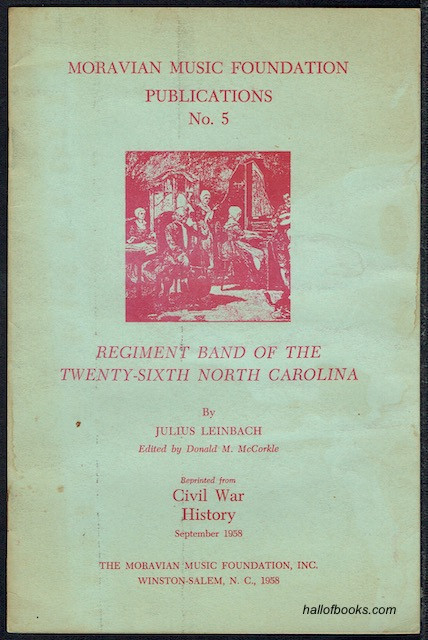 MORAVIAN MUSIC FOUNDATION
PUBLICATIONS
No. 5
REGIMENT BAND OF THE
TWENTY-SIXTH NORTH CAROLINA
By
JULIUS LEINBACH
Edited by Donald M. McCorkle
Reprinted from
Civil War
History
September 1958
THE MORAVIAN MUSIC FOUNDATION, INC.
WINSTON-SALEM, N. C., 1958
hallofbooks.com